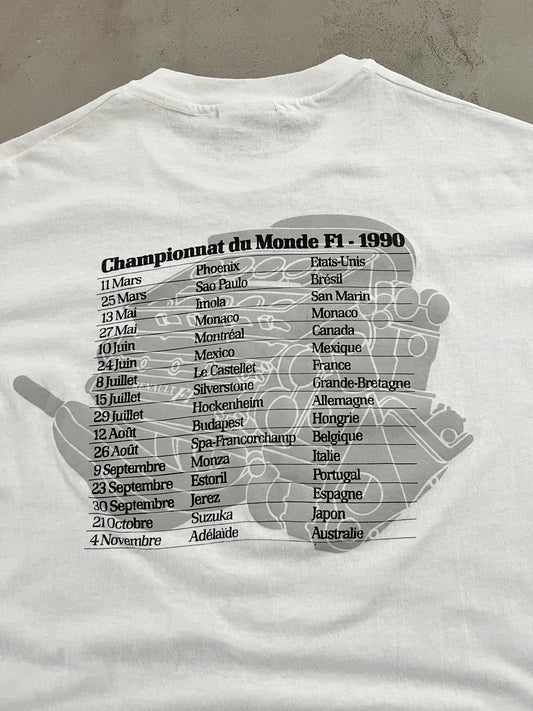 Championnat du Monde F1 - 1990
11 Mars Phoenix Etats-Unis
25 Mars Sao Paulo Brésil
13 Mai Imola San Marin
27 Mai Monaco Monaco
10 Juin Montréal Canada
24 Juin Mexico Mexique
8 Juillet Le Castellet France
15 Juillet Silverstone Grande-Bretagne
29 Juillet Hockenheim Allemagne
12 Août Budapest Hongrie
26 Août Spa-Francorchamp Belgique
9 Septembre Monza Italie
23 Septembre Estoril Portugal
30 Septembre Jerez Espagne
21 Octobre Suzuka Japon
4 Novembre Adélaïde Australie